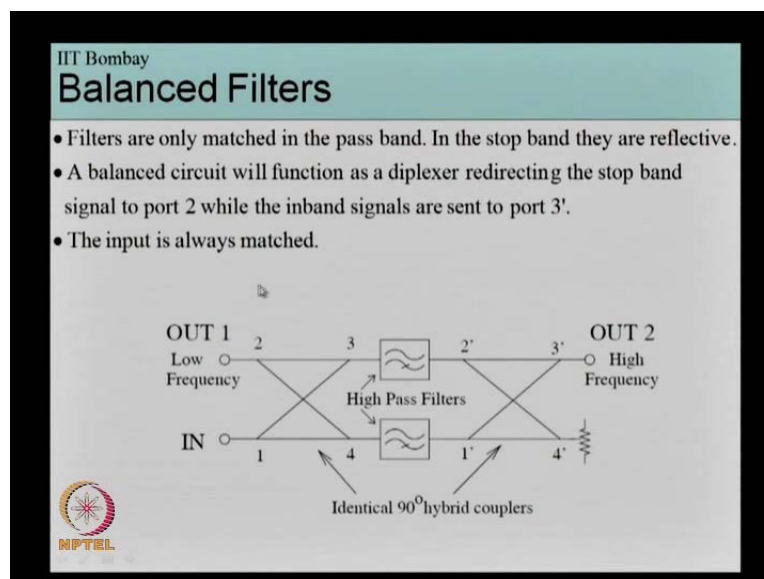 IIT Bombay
Balanced Filters
• Filters are only matched in the pass band. In the stop band they are reflective.
• A balanced circuit will function as a diplexer redirecting the stop band
signal to port 2 while the inband signals are sent to port 3'.
• The input is always matched.
OUT 1 2 3 2' 3' OUT 2
Low High
Frequency Frequency
High Pass Filters
IN 1 4 1' 4'
Identical 90° hybrid couplers
NPTEL